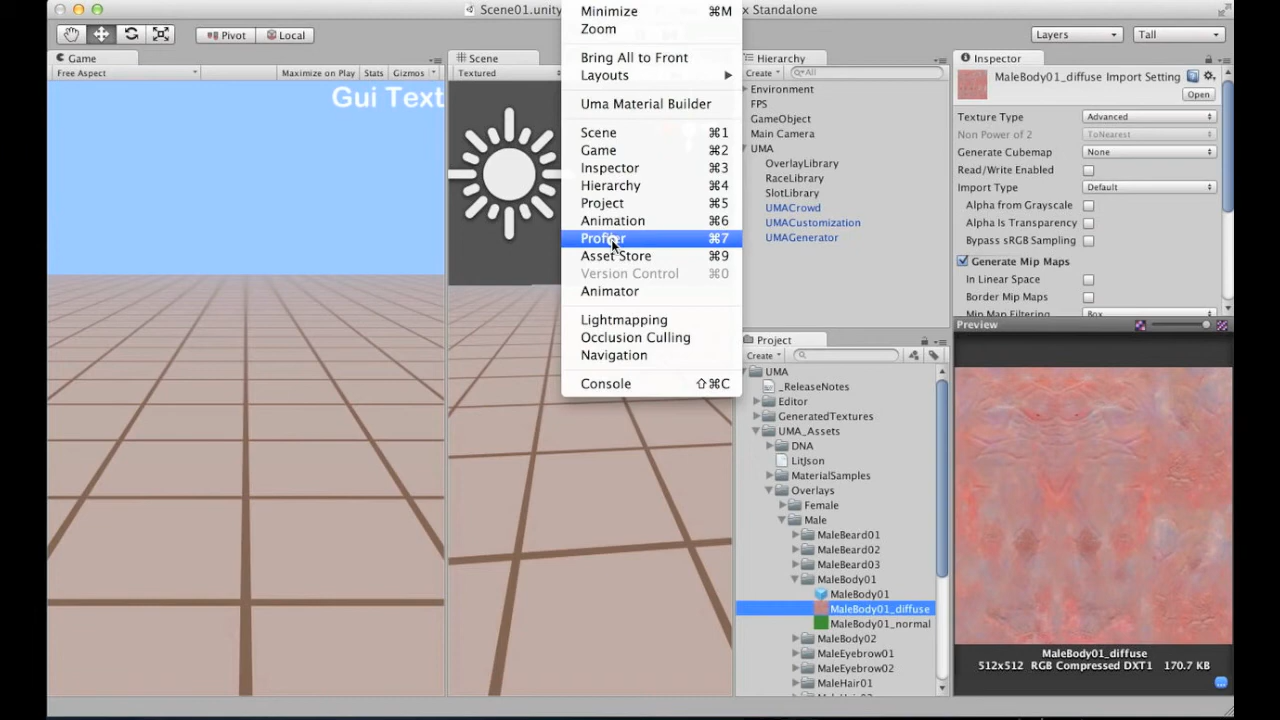 Scene01.unity
x Standalone
Pivot
Local
Layers
Tall
Game
Free Aspect
Maximize on Play
Stats
Gizmos
Gui Text
Scene
Textured
Minimize ⌘M
Zoom
Bring All to Front
Layouts
Uma Material Builder
Scene ⌘1
Game ⌘2
Inspector ⌘3
Hierarchy ⌘4
Project ⌘5
Animation ⌘6
Profiler ⌘7
Asset Store ⌘9
Version Control ⌘0
Animator
Lightmapping
Occlusion Culling
Navigation
Console ⇧⌘C
Hierarchy
Create
All
Environment
FPS
GameObject
Main Camera
UMA
OverlayLibrary
RaceLibrary
SlotLibrary
UMACrowd
UMACustomization
UMAGenerator
Project
Create
UMA
_ReleaseNotes
Editor
GeneratedTextures
UMA_Assets
DNA
LitJson
MaterialSamples
Overlays
Female
Male
MaleBeard01
MaleBeard02
MaleBeard03
MaleBody01
MaleBody01
MaleBody01_diffuse
MaleBody01_normal
MaleBody02
MaleEyebrow01
MaleEyebrow02
MaleHair01
Inspector
MaleBody01_diffuse Import Setting
Open
Texture Type Advanced
Non Power of 2 ToNearest
Generate Cubemap None
Read/Write Enabled
Import Type Default
Alpha from Grayscale
Alpha Is Transparency
Bypass sRGB Sampling
Generate Mip Maps
In Linear Space
Border Mip Maps
Mip Map Filtering Box
Preview
MaleBody01_diffuse
512x512 RGB Compressed DXT1 170.7 KB